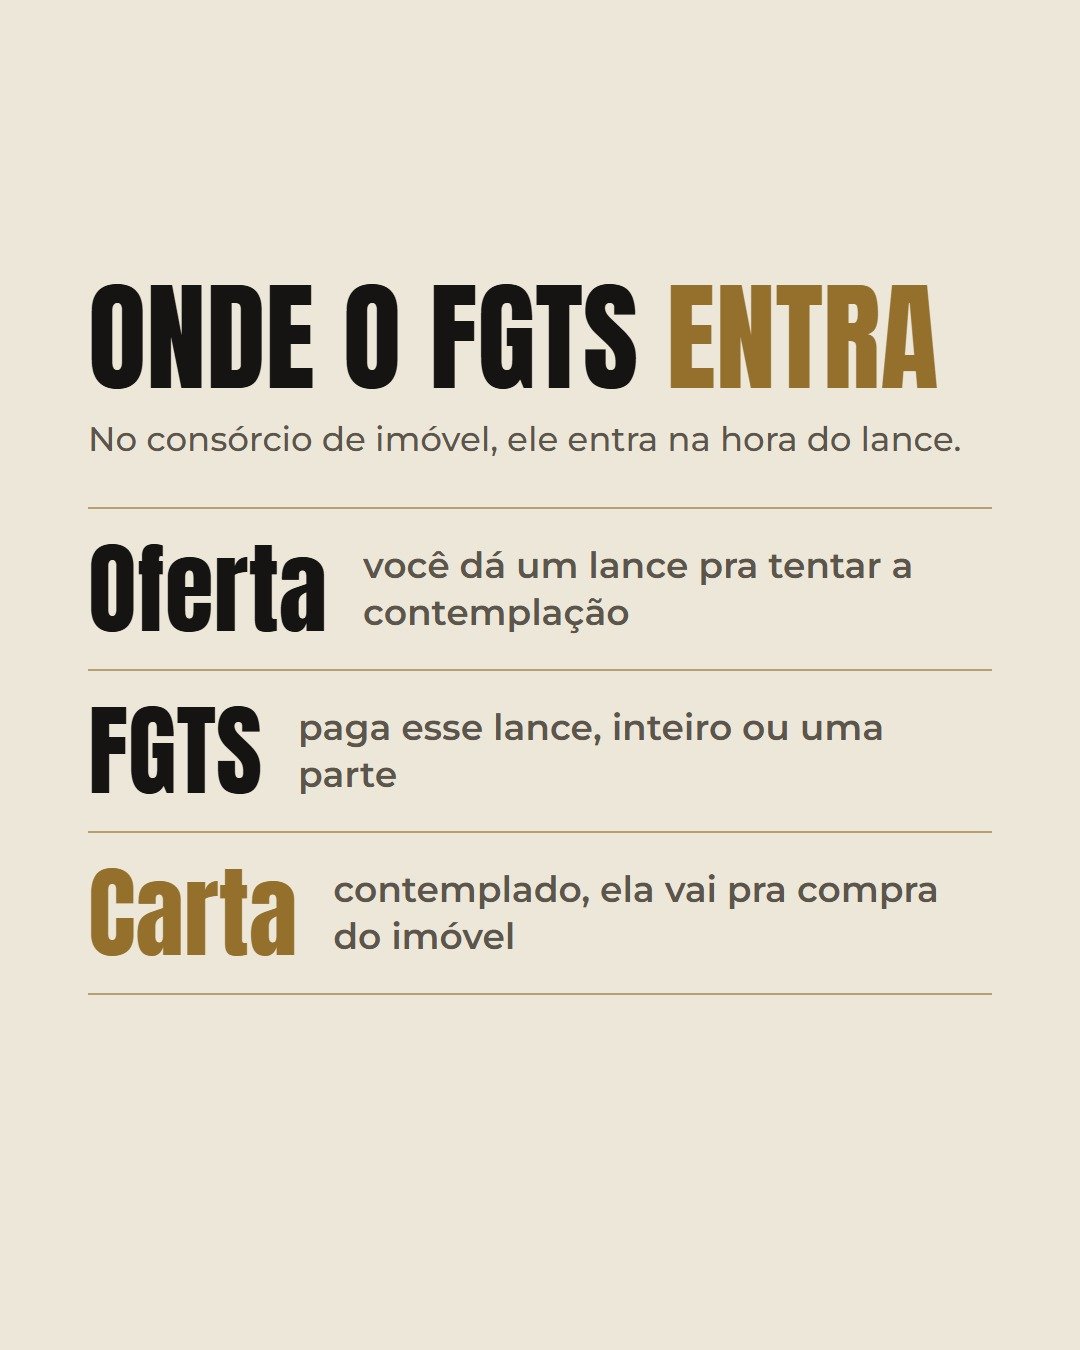 ONDE O FGTS ENTRA
No consórcio de imóvel, ele entra na hora do lance.
Oferta
você dá um lance pra tentar a
contemplação
FGTS
paga esse lance, inteiro ou uma
parte
Carta
contemplado, ela vai pra compra
do imóvel